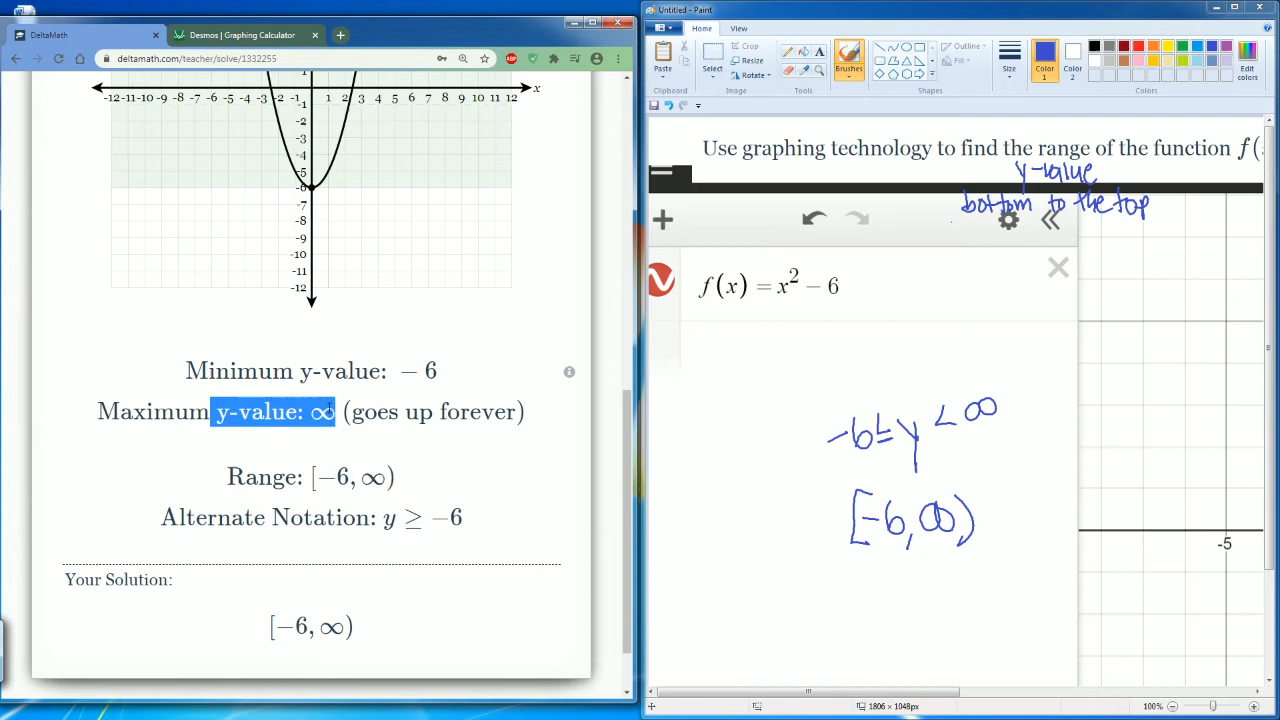 DeltaMath
Desmos | Graphing Calculator
deltamath.com/teacher/solve/1332255
1
x
-12 -11 -10 -9 -8 -7 -6 -5 -4 -3 -2 -1 1 2 3 4 5 6 7 8 9 10 11 12
-1
-2
-3
-4
-5
-6
-7
-8
-9
-10
-11
-12
Minimum y-value: − 6
Maximum y-value: ∞ (goes up forever)
Range: [−6, ∞)
Alternate Notation: y ≥ −6
Your Solution:
[−6, ∞)
Untitled - Paint
Home View
Paste
Select
Crop
Resize
Rotate
A
Brushes
Outline
Fill
Size
Color 1
Color 2
Edit colors
Clipboard Image Tools Shapes Colors
Use graphing technology to find the range of the function f(
y-value
bottom to the top
f(x) = x² − 6
-6 ≤ y < ∞
[-6, ∞)
-5
1806 × 1048px
100%